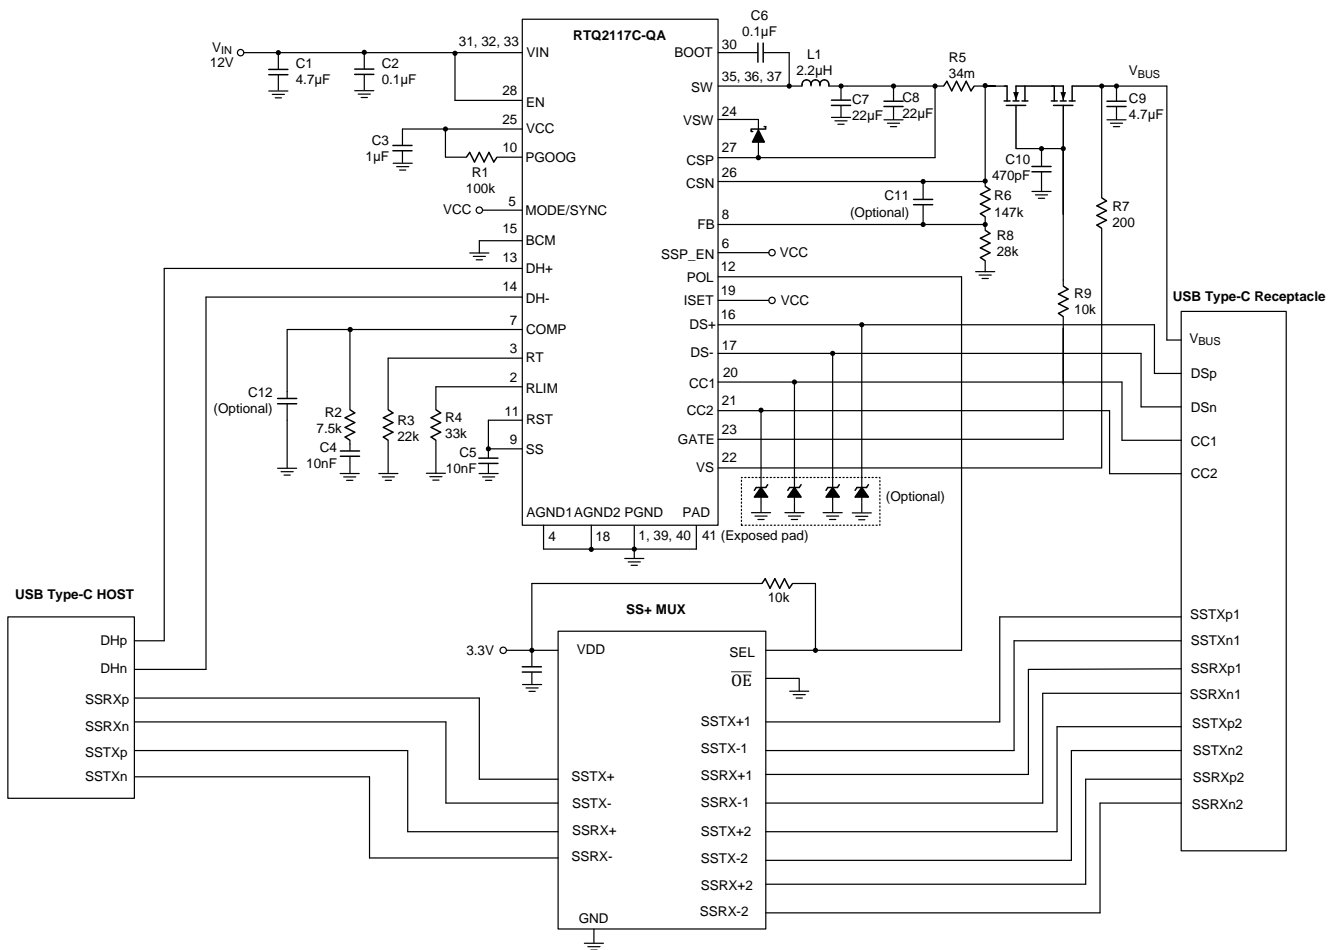 RTQ2117C-QA
VIN
12V
C1
4.7µF
C2
0.1µF
31, 32, 33
VIN
28
EN
25
VCC
C3
1µF
10
PGOOG
R1
100k
VCC
5
MODE/SYNC
15
BCM
13
DH+
14
DH-
7
COMP
3
RT
2
RLIM
11
RST
9
SS
C12
(Optional)
R2
7.5k
C4
10nF
R3
22k
R4
33k
C5
10nF
AGND1
AGND2
PGND
PAD
4
18
1, 39, 40
41 (Exposed pad)
BOOT
30
C6
0.1µF
SW
35, 36, 37
L1
2.2µH
C7
22µF
C8
22µF
R5
34m
VBUS
C9
4.7µF
VSW
24
CSP
27
CSN
26
C10
470pF
C11
(Optional)
R6
147k
R7
200
FB
8
R8
28k
SSP_EN
6
VCC
POL
12
ISET
19
VCC
R9
10k
DS+
16
DS-
17
CC1
20
CC2
21
GATE
23
VS
22
(Optional)
USB Type-C Receptacle
VBUS
DSp
DSn
CC1
CC2
SSTXp1
SSTXn1
SSRXp1
SSRXn1
SSTXp2
SSTXn2
SSRXp2
SSRXn2
USB Type-C HOST
DHp
DHn
SSRXp
SSRXn
SSTXp
SSTXn
10k
SS+ MUX
3.3V
VDD
SEL
OE
SSTX+1
SSTX-1
SSRX+1
SSRX-1
SSTX+2
SSTX-2
SSRX+2
SSRX-2
SSTX+
SSTX-
SSRX+
SSRX-
GND